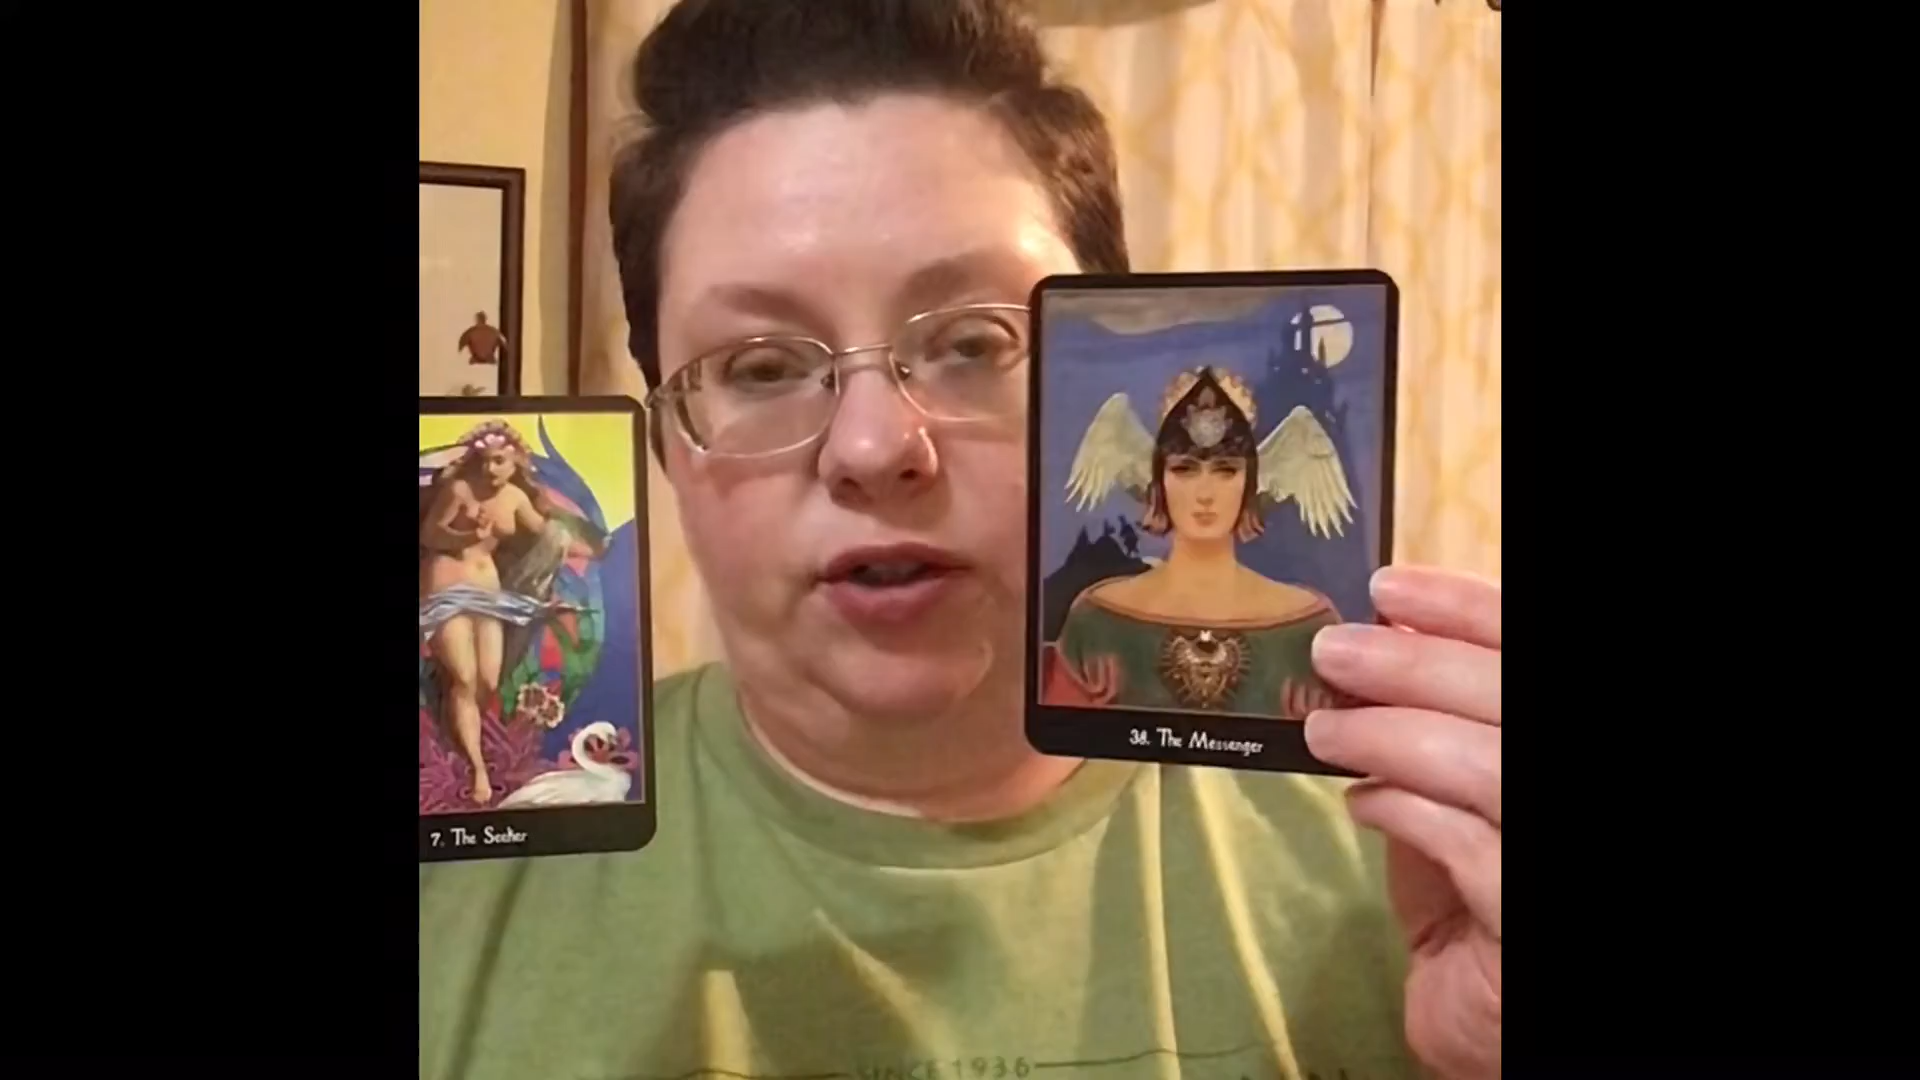 38. The Messenger
7. The Seeker
SINCE 1936